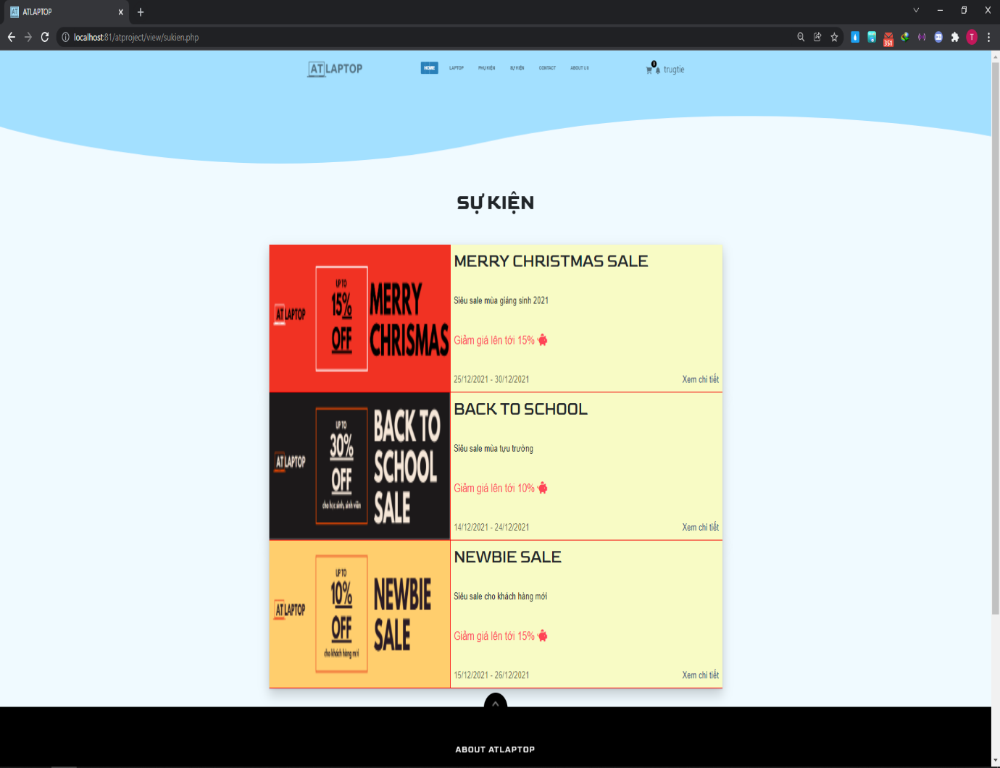 ATLAPTOP
localhost:81/atproject/view/sukien.php
351
T
AT LAPTOP
HOME
LAPTOP
PHỤ KIỆN
SỰ KIỆN
CONTACT
ABOUT US
trugtie
SỰ KIỆN
AT LAPTOP
UP TO
15%
OFF
MERRY
CHRISMAS
MERRY CHRISTMAS SALE
Siêu sale mùa giáng sinh 2021
Giảm giá lên tới 15%
25/12/2021 - 30/12/2021
Xem chi tiết
AT LAPTOP
UP TO
30%
OFF
cho học sinh, sinh viên
BACK TO
SCHOOL
SALE
BACK TO SCHOOL
Siêu sale mùa tựu trường
Giảm giá lên tới 10%
14/12/2021 - 24/12/2021
Xem chi tiết
AT LAPTOP
UP TO
10%
OFF
cho khách hàng mới
NEWBIE
SALE
NEWBIE SALE
Siêu sale cho khách hàng mới
Giảm giá lên tới 15%
15/12/2021 - 26/12/2021
Xem chi tiết
ABOUT ATLAPTOP